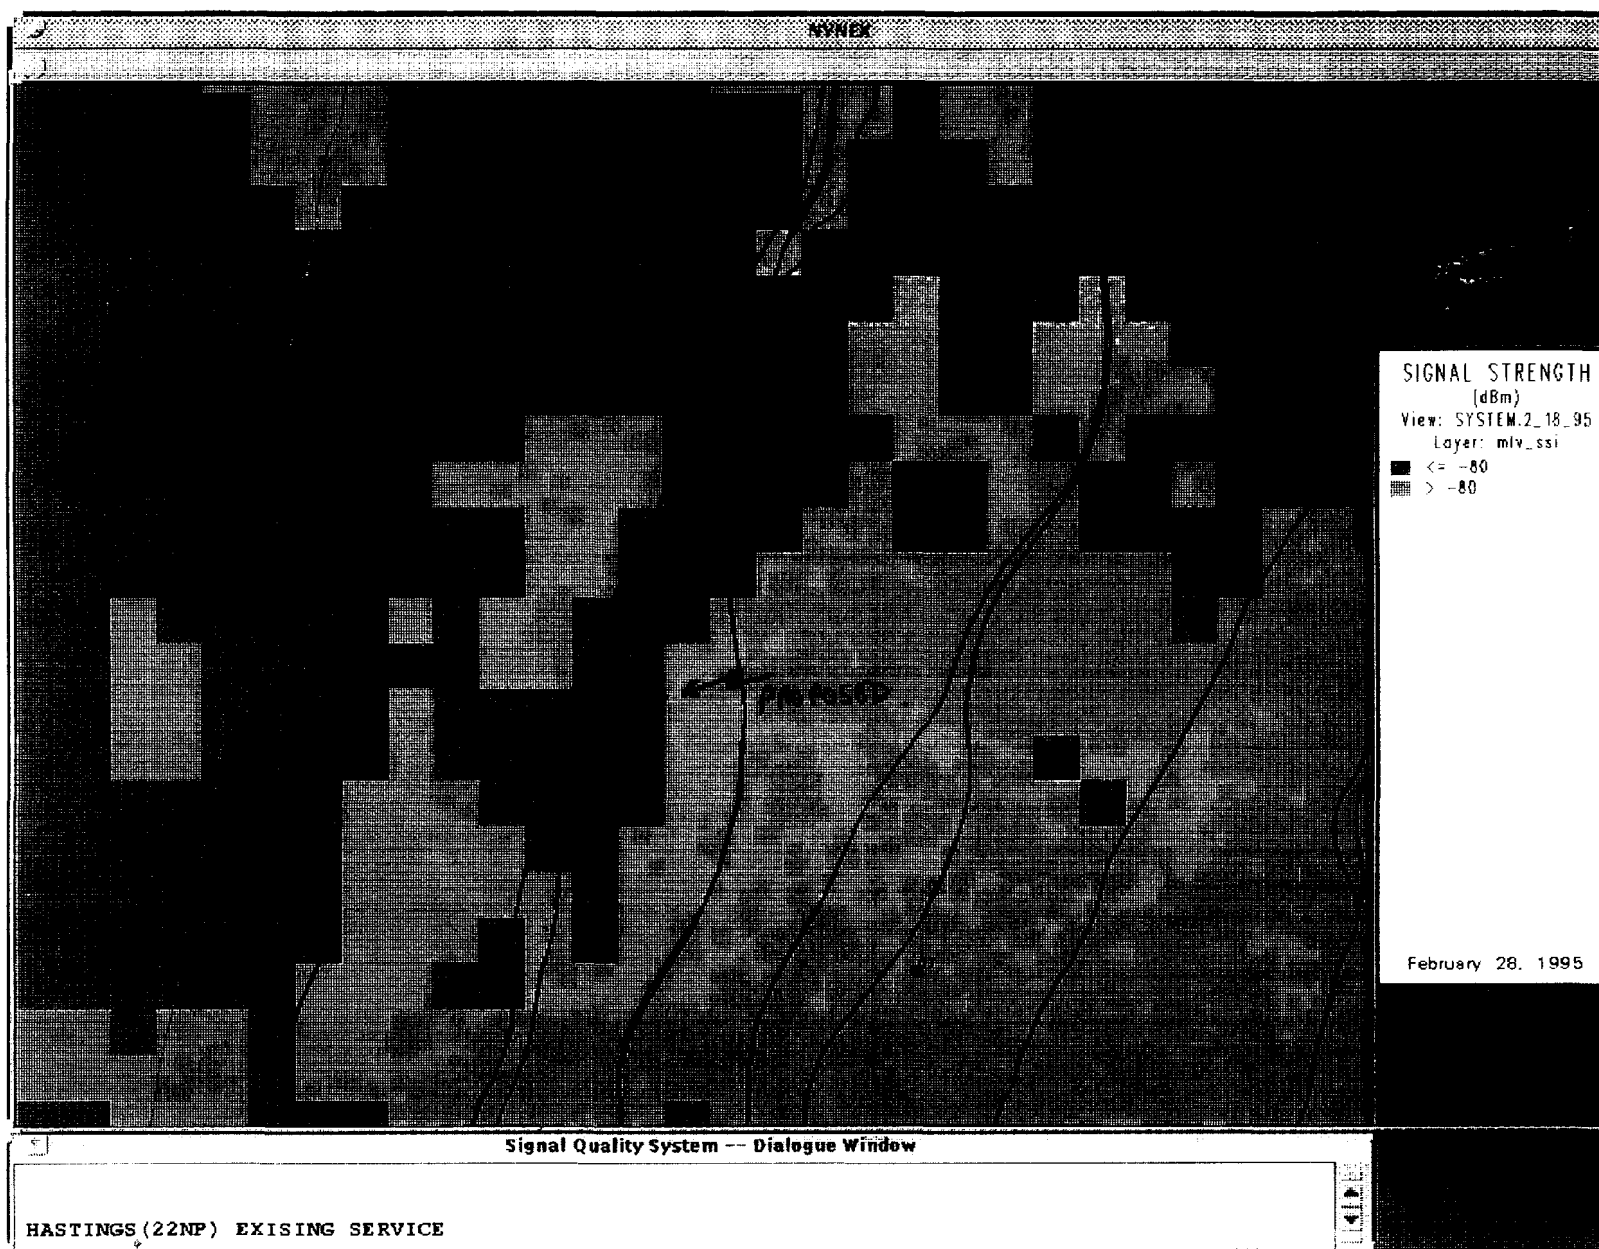 NYNEX
SIGNAL STRENGTH
(dBm)
View: SYSTEM.2_18_95
Layer: mlv_ssi
<= -80
> -80
PROPOSED
February 28, 1995
Signal Quality System -- Dialogue Window
HASTINGS(22NP) EXISING SERVICE